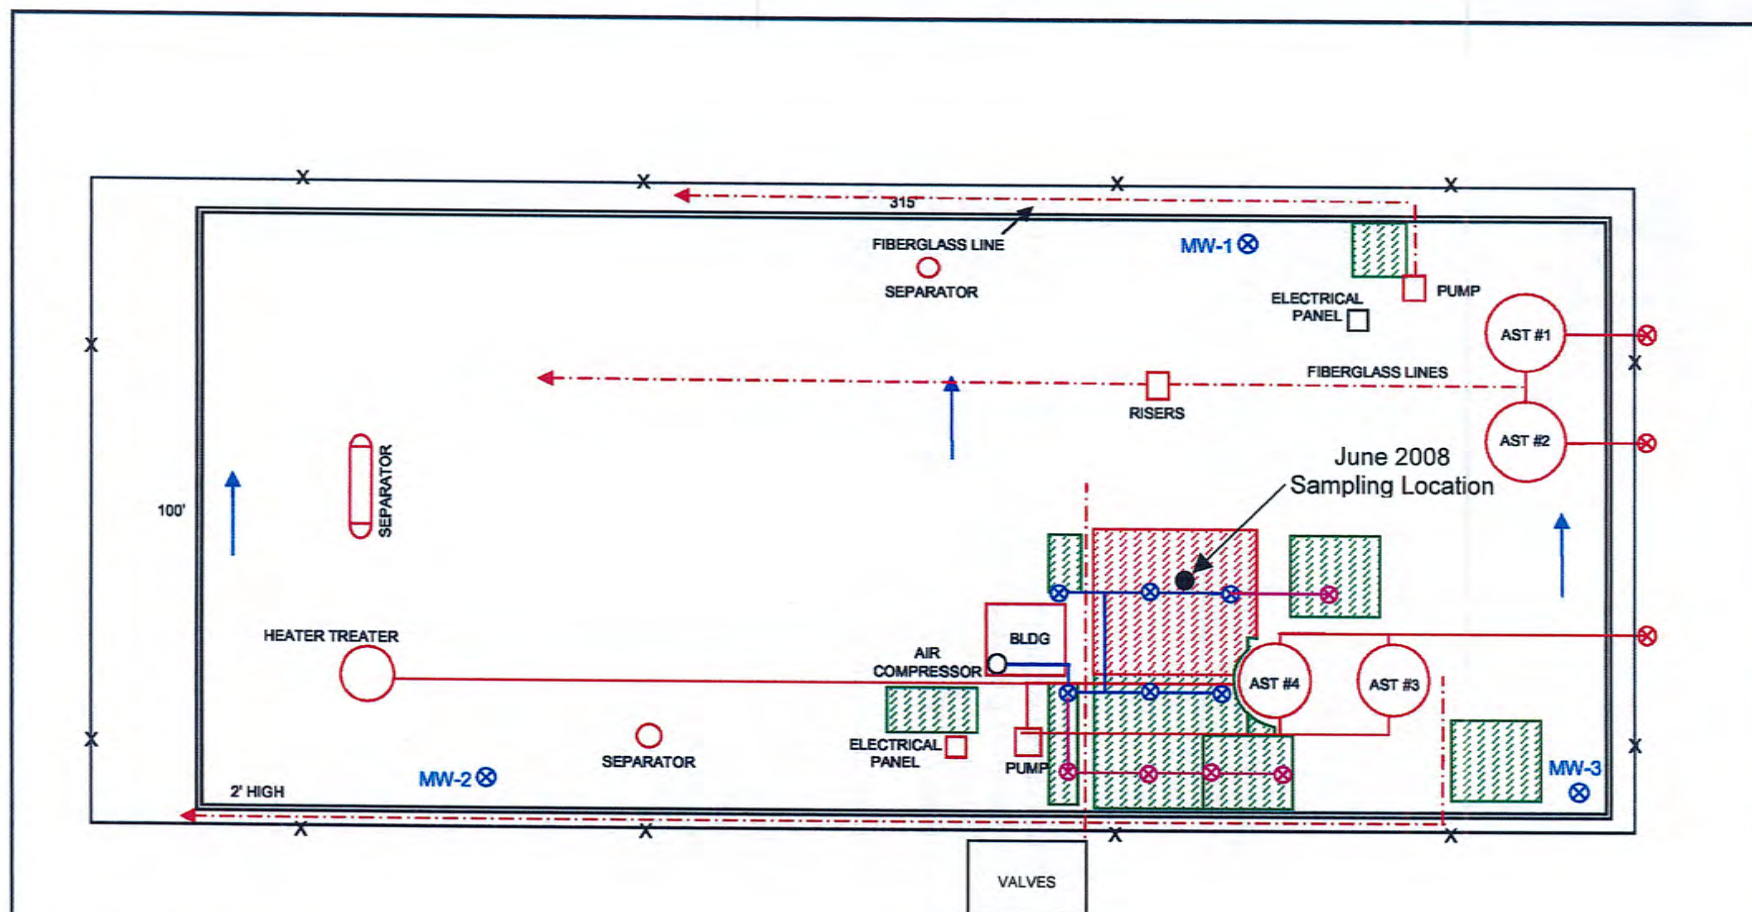 315'
FIBERGLASS LINE
MW-1
SEPARATOR
ELECTRICAL
PANEL
PUMP
AST #1
FIBERGLASS LINES
RISERS
AST #2
June 2008
Sampling Location
SEPARATOR
100'
HEATER TREATER
BLDG
AIR
COMPRESSOR
AST #4
AST #3
ELECTRICAL
PANEL
SEPARATOR
PUMP
MW-2
MW-3
2' HIGH
VALVES
X
X
X
X
X
X
X
X
X
X
X
X